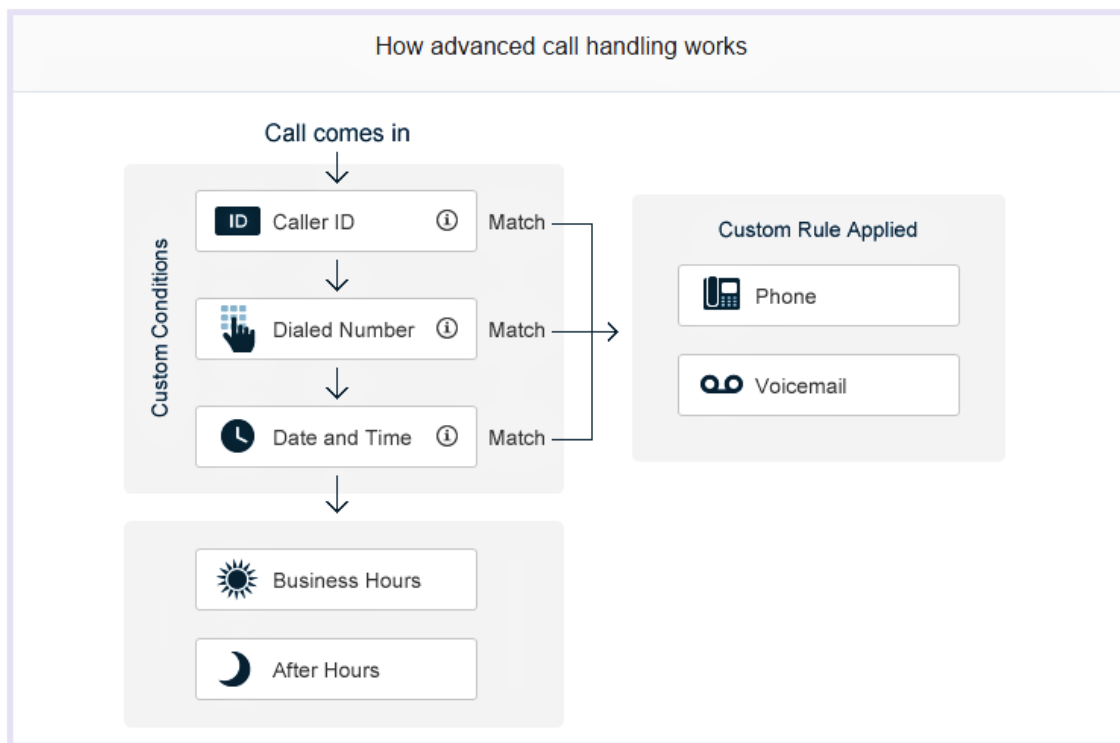 How advanced call handling works
Call comes in
Custom Conditions
ID Caller ID Match
Dialed Number Match
Date and Time Match
Custom Rule Applied
Phone
Voicemail
Business Hours
After Hours